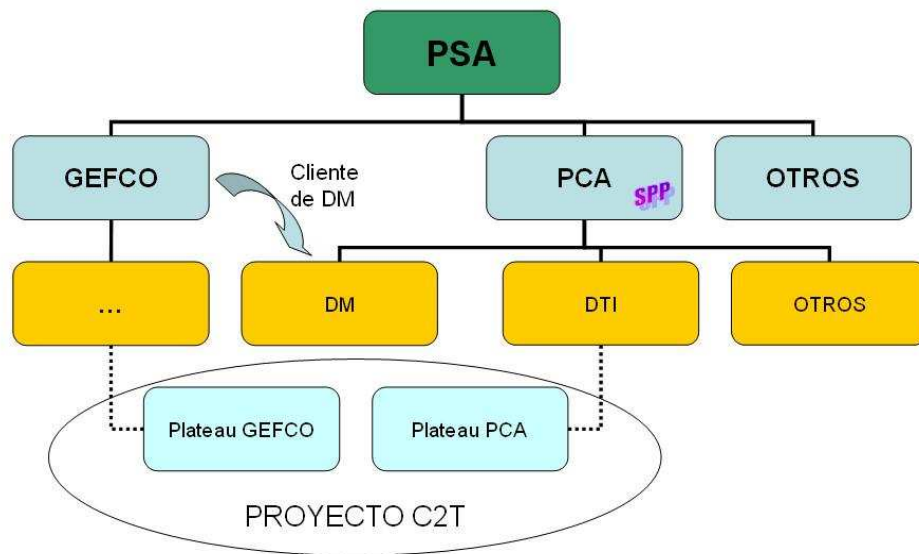 PSA
GEFCO
Cliente
de DM
PCA
SPP
OTROS
...
DM
DTI
OTROS
Plateau GEFCO
Plateau PCA
PROYECTO C2T